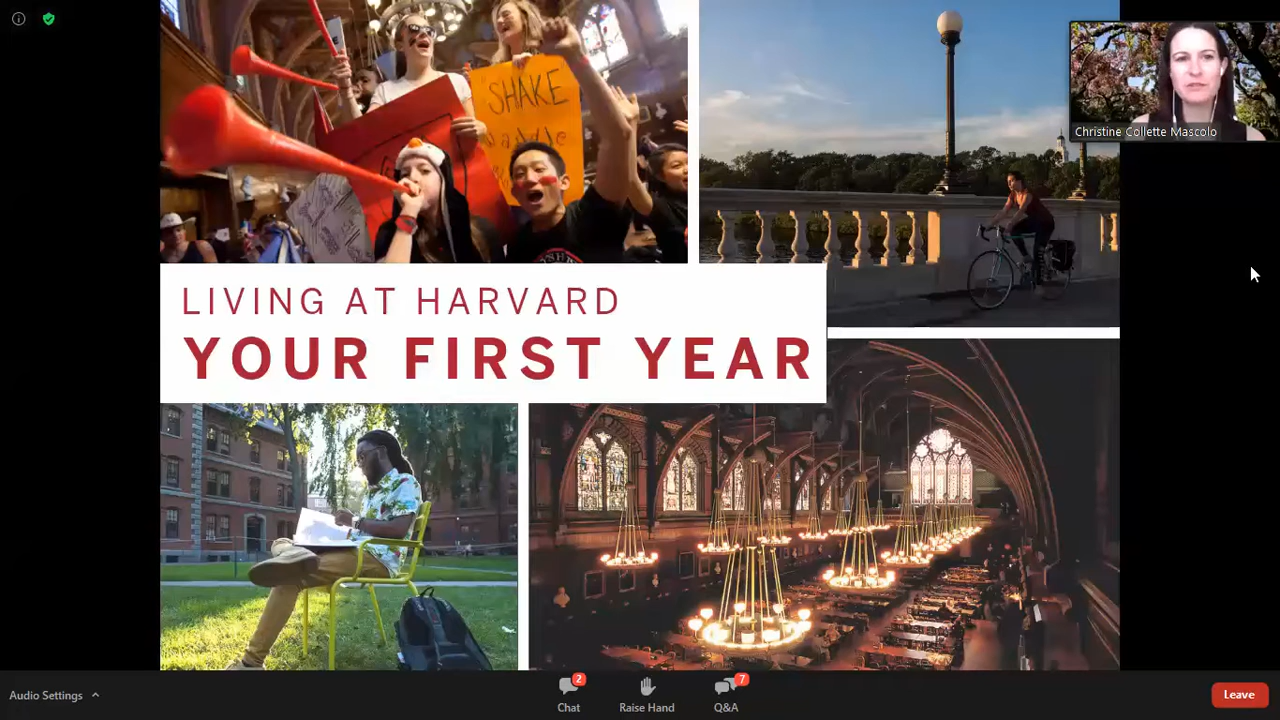 SHAKE
Christine Collette Mascolo
LIVING AT HARVARD
YOUR FIRST YEAR
Audio Settings
2
Chat
Raise Hand
7
Q&A
Leave